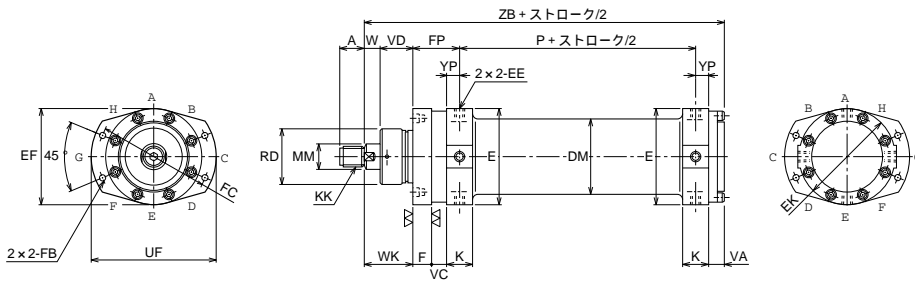 ZB + ストローク/2
A W VD FP P + ストローク/2
YP 2×2-EE YP
A
H B
EF 45° G C
F D
E
FC
2×2-FB
UF
RD MM
KK
E DM E
WK F K K VA
VC
A
B H
C G
D F
E
EK